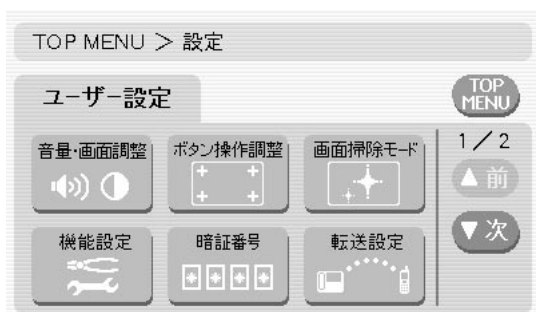 TOP MENU ＞ 設定
ユーザー設定
TOP
MENU
音量・画面調整
ボタン操作調整
画面掃除モード
1／2
▲前
機能設定
暗証番号
転送設定
▼次